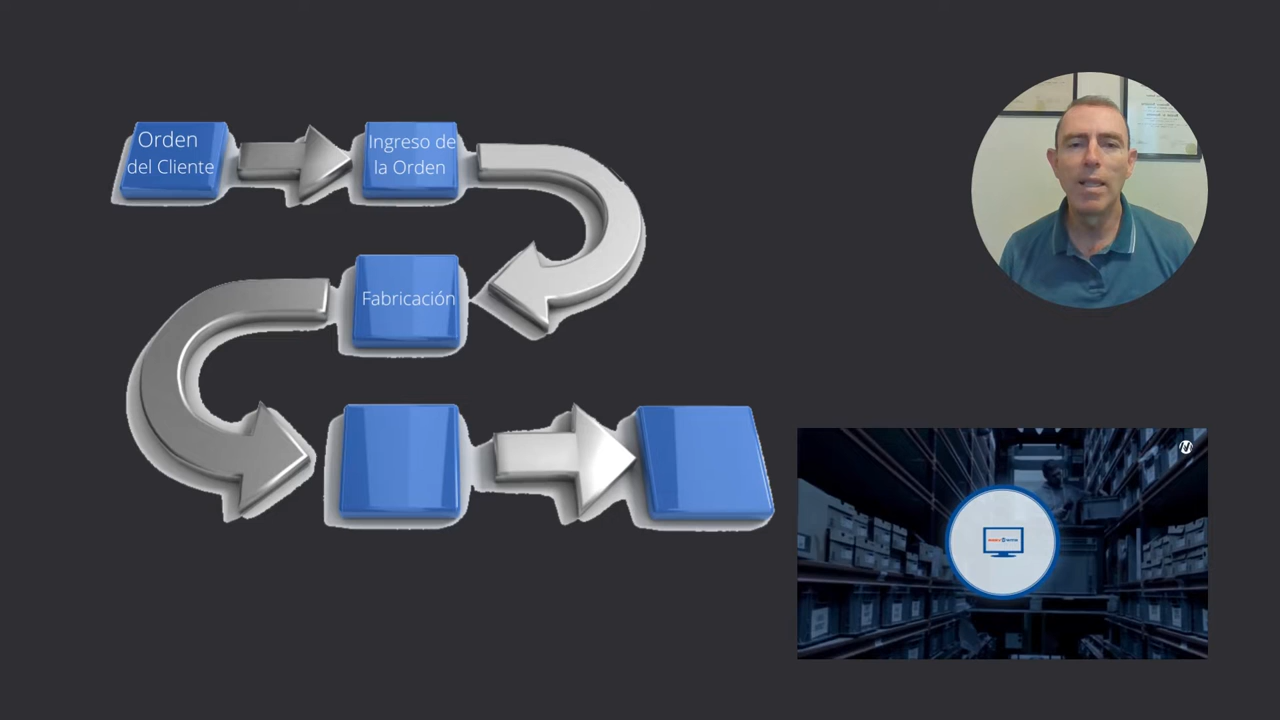 Orden
del Cliente
Ingreso de
la Orden
Fabricación